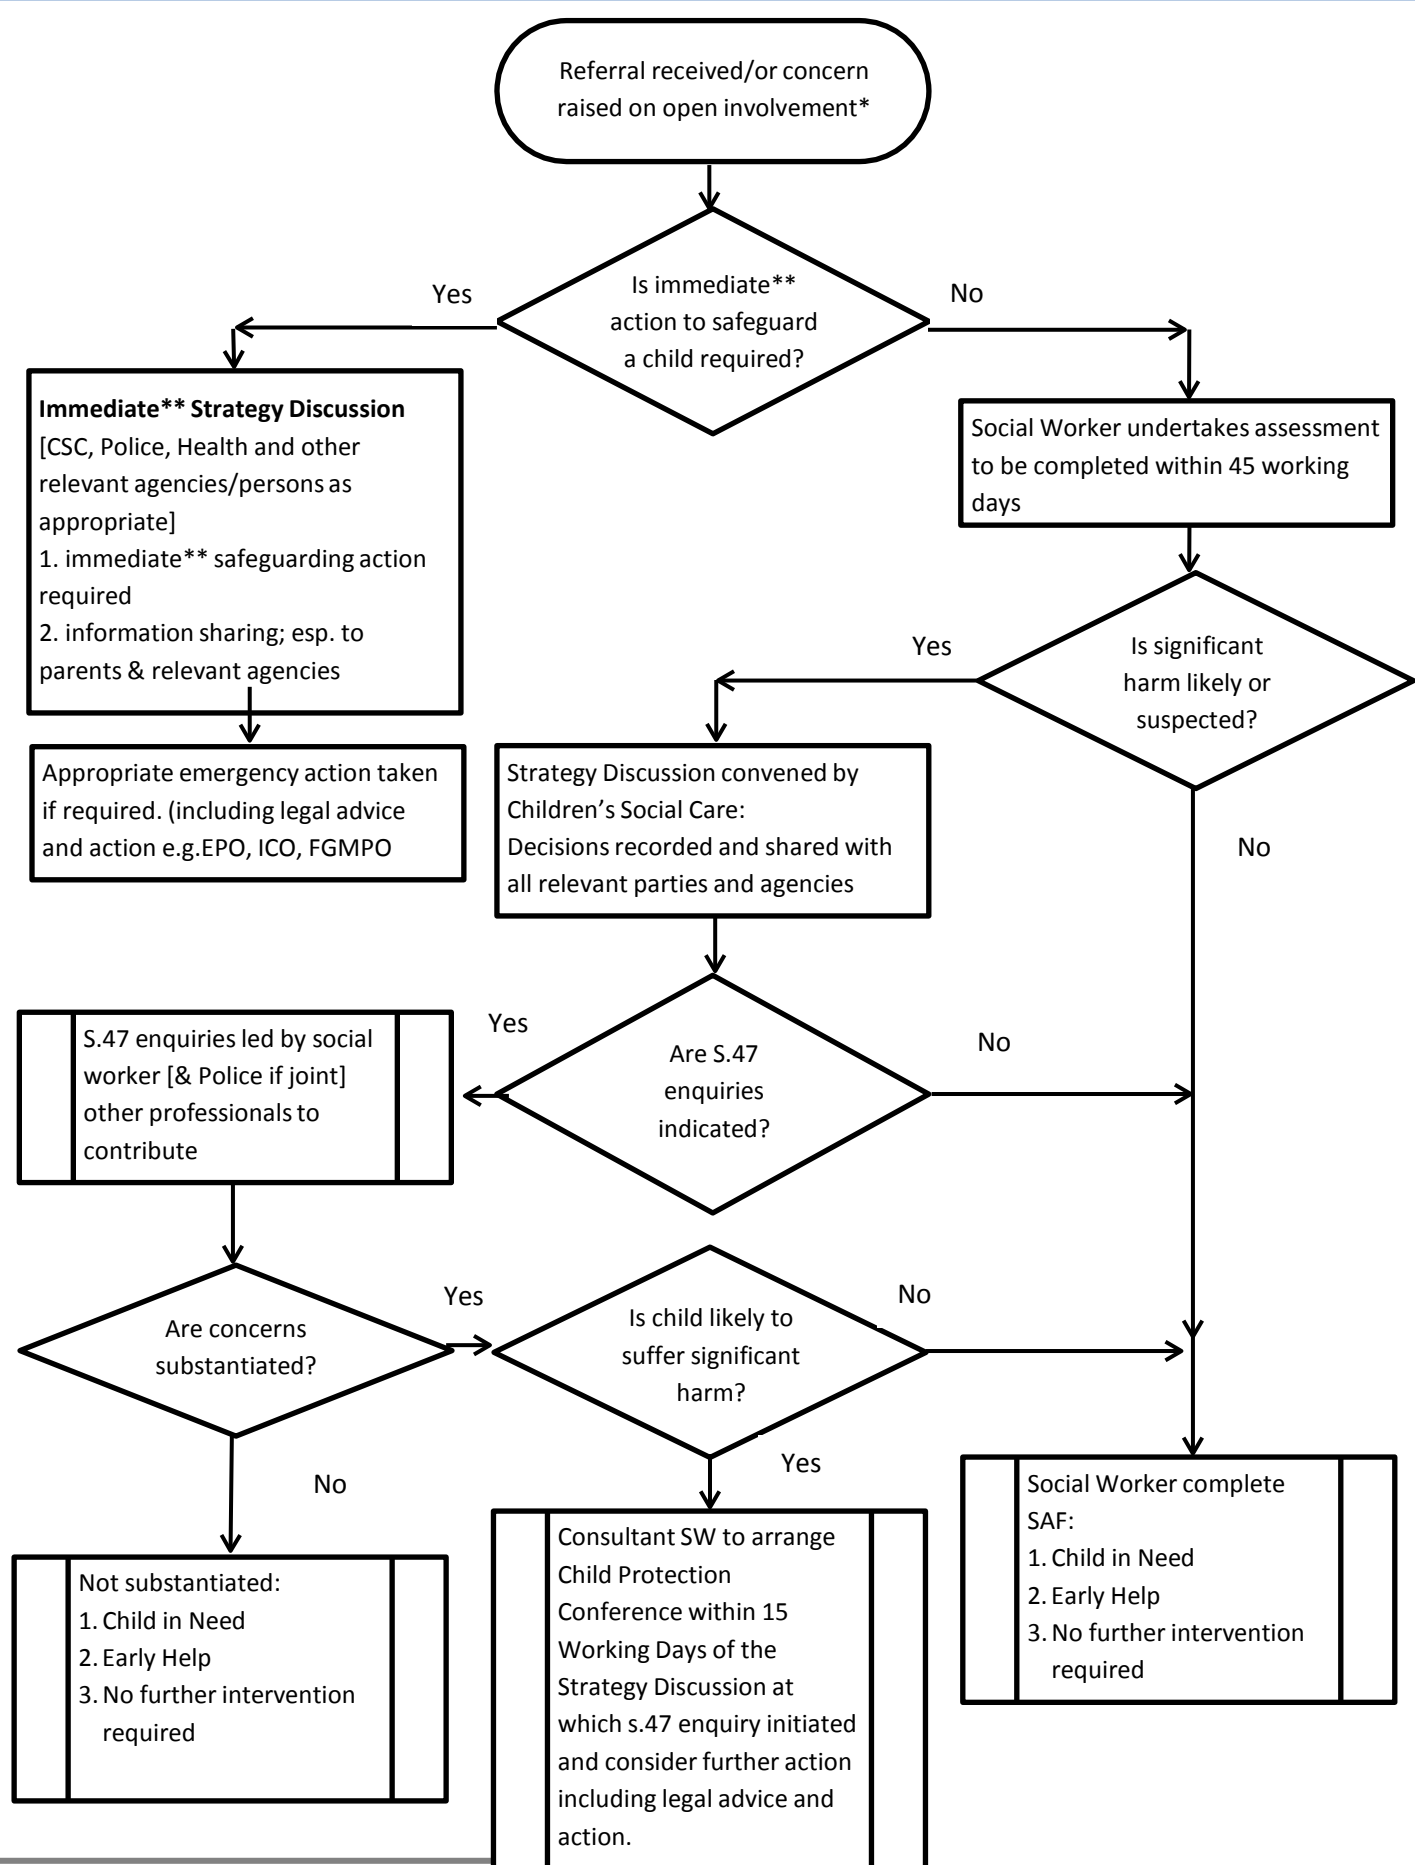 Referral received/or concern
raised on open involvement*
Is immediate**
action to safeguard
a child required?
Yes
No
Immediate** Strategy Discussion
[CSC, Police, Health and other
relevant agencies/persons as
appropriate]
1. immediate** safeguarding action
required
2. information sharing; esp. to
parents & relevant agencies
Social Worker undertakes assessment
to be completed within 45 working
days
Is significant
harm likely or
suspected?
Yes
No
Appropriate emergency action taken
if required. (including legal advice
and action e.g.EPO, ICO, FGMPO
Strategy Discussion convened by
Children’s Social Care:
Decisions recorded and shared with
all relevant parties and agencies
Are S.47
enquiries
indicated?
Yes
No
S.47 enquiries led by social
worker [& Police if joint]
other professionals to
contribute
Are concerns
substantiated?
Yes
No
Is child likely to
suffer significant
harm?
No
Yes
Not substantiated:
1. Child in Need
2. Early Help
3. No further intervention
required
Consultant SW to arrange
Child Protection
Conference within 15
Working Days of the
Strategy Discussion at
which s.47 enquiry initiated
and consider further action
including legal advice and
action.
Social Worker complete
SAF:
1. Child in Need
2. Early Help
3. No further intervention
required